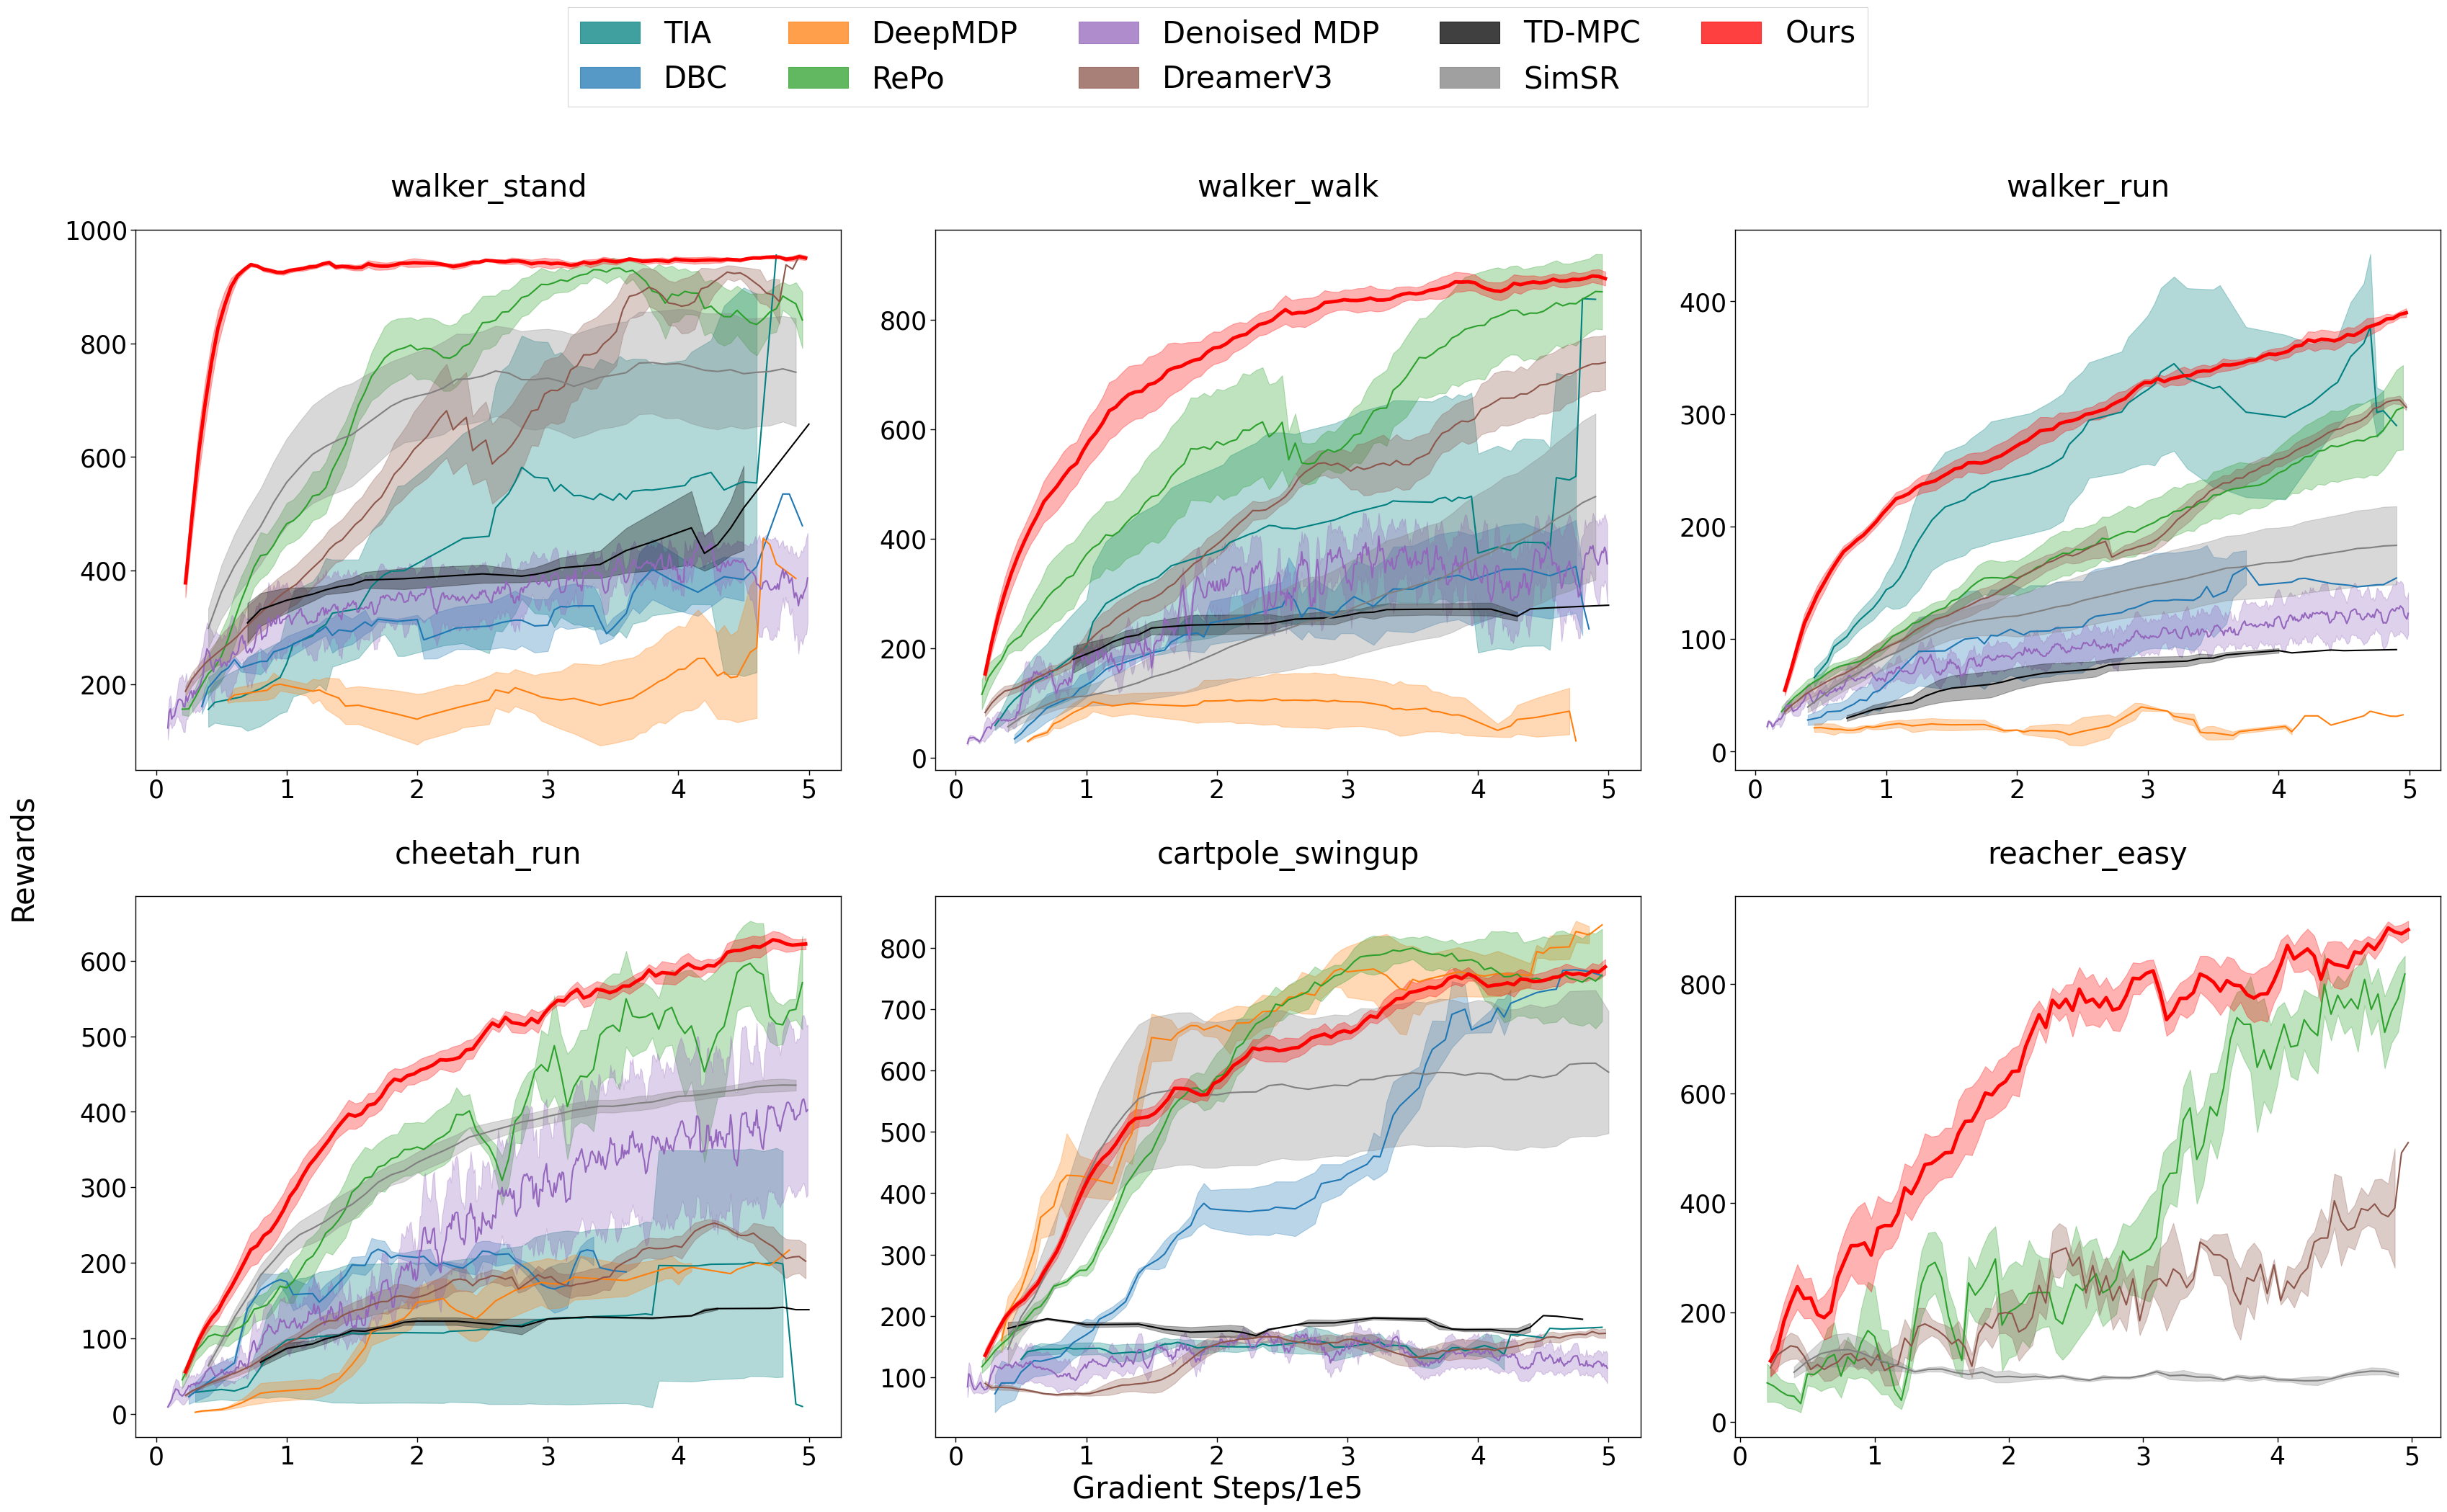 TIA DeepMDP Denoised MDP TD-MPC Ours
DBC RePo DreamerV3 SimSR
walker_stand walker_walk walker_run
1000
800
600
400
200
0 1 2 3 4 5
800
600
400
200
0
0 1 2 3 4 5
400
300
200
100
0
0 1 2 3 4 5
Rewards
cheetah_run cartpole_swingup reacher_easy
600
500
400
300
200
100
0
0 1 2 3 4 5
800
700
600
500
400
300
200
100
0 1 2 3 4 5
800
600
400
200
0
0 1 2 3 4 5
Gradient Steps/1e5